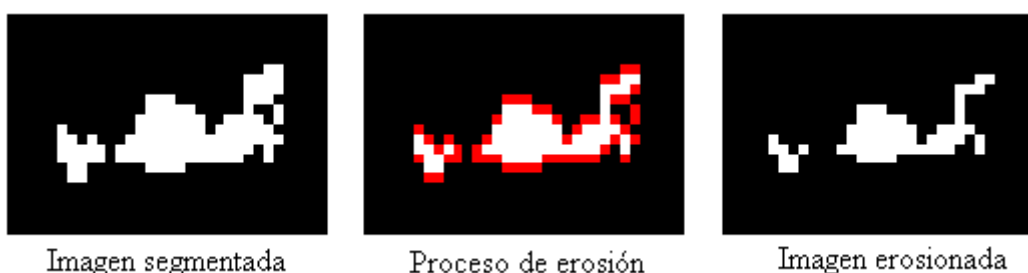 Imagen segmentada
Proceso de erosión
Imagen erosionada